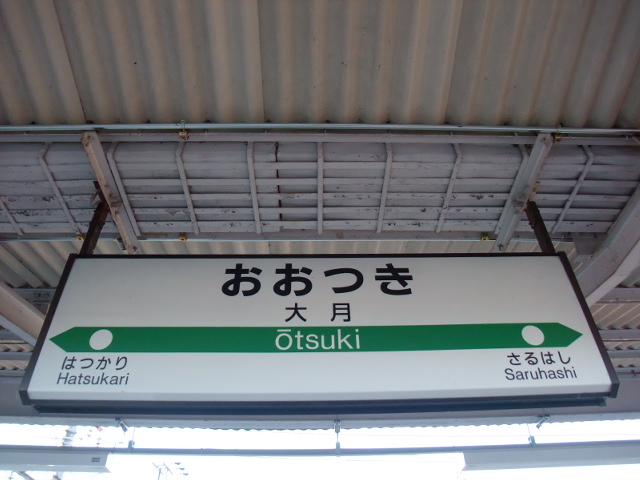 おおつき
大月
ōtsuki
はつかり
Hatsukari
さるはし
Saruhashi